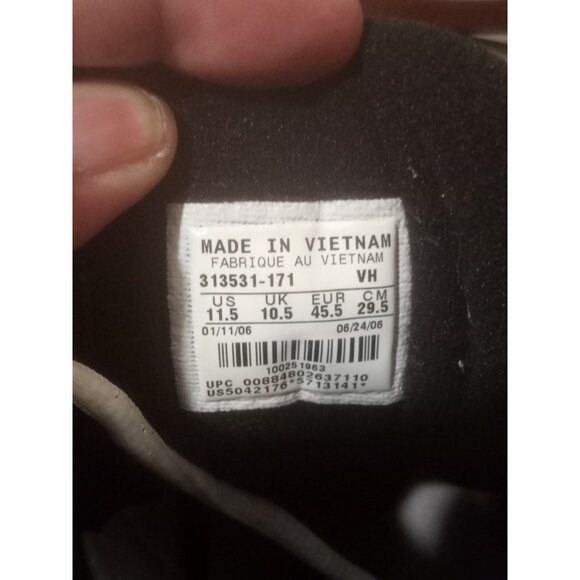 MADE IN VIETNAM
FABRIQUE AU VIETNAM
313531-171 VH
US UK EUR CM
11.5 10.5 45.5 29.5
01/11/06 06/24/06
100251963
UPC 00884802637110
US5042176*5713141*